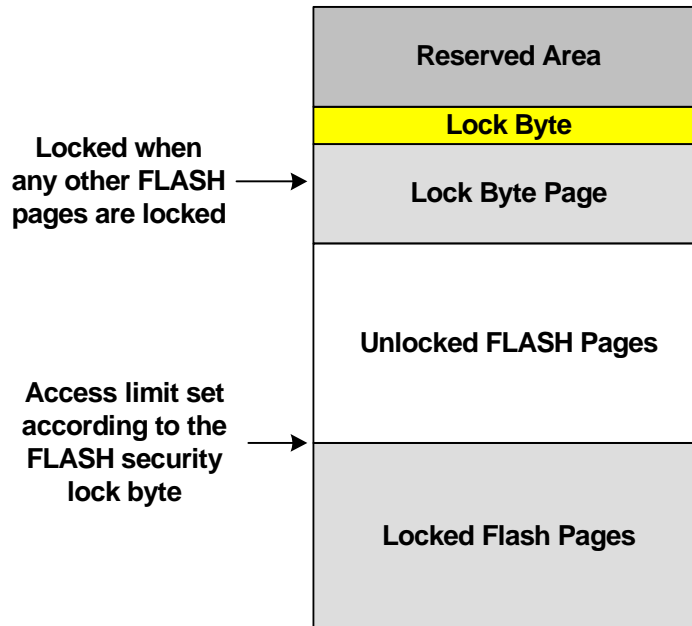 Reserved Area
Lock Byte
Locked when
any other FLASH
pages are locked
Lock Byte Page
Unlocked FLASH Pages
Access limit set
according to the
FLASH security
lock byte
Locked Flash Pages